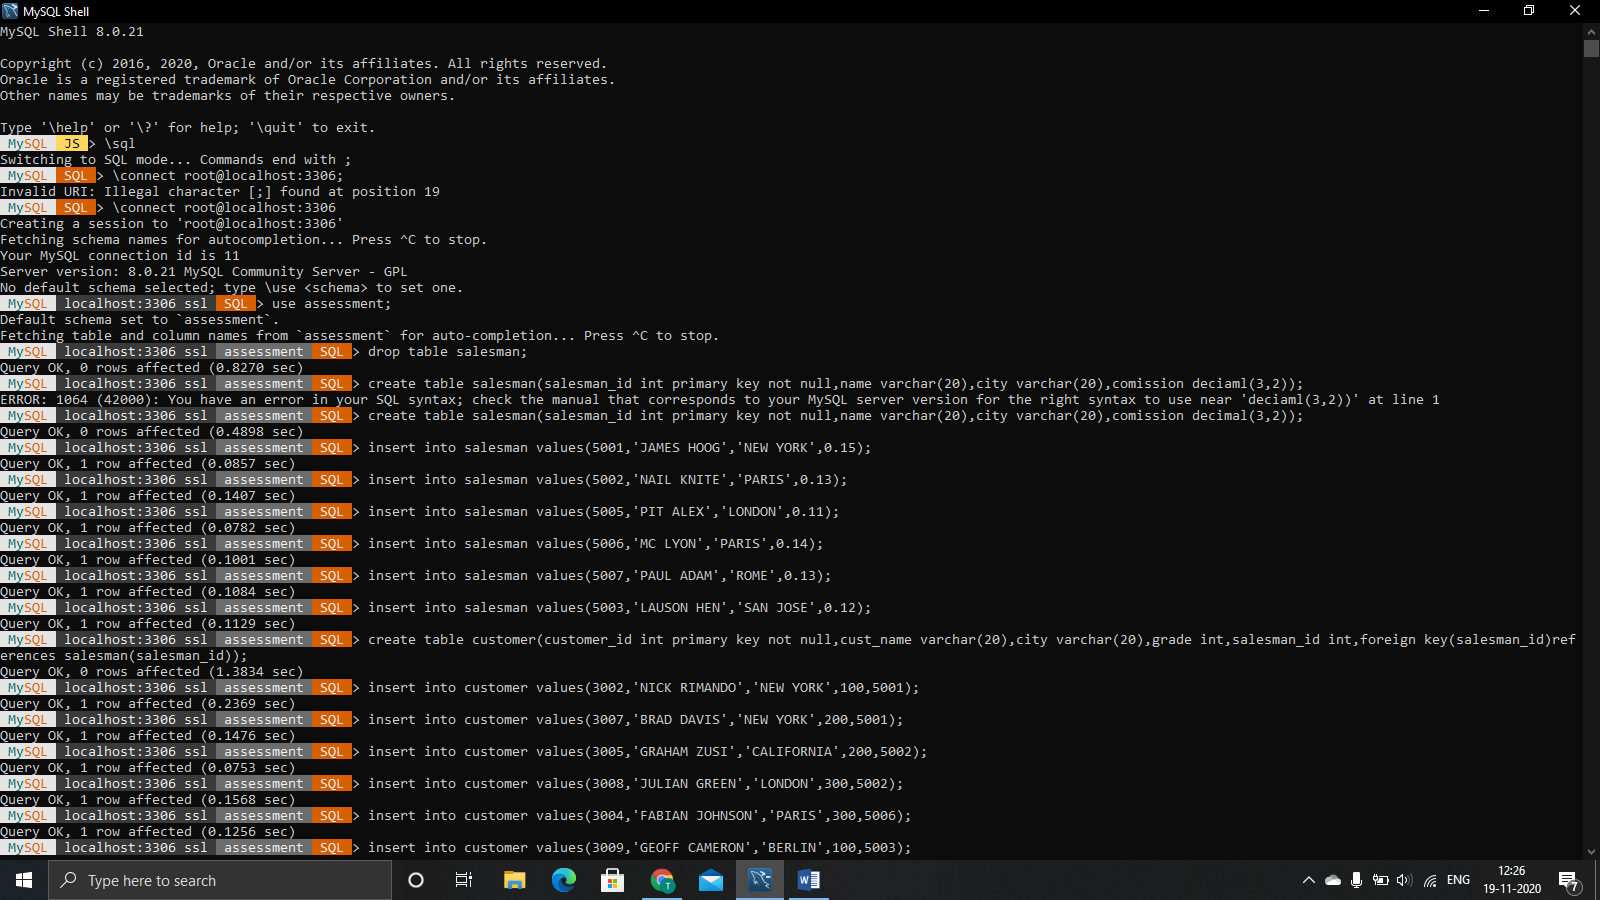 MySQL Shell
MySQL Shell 8.0.21
Copyright (c) 2016, 2020, Oracle and/or its affiliates. All rights reserved.
Oracle is a registered trademark of Oracle Corporation and/or its affiliates.
Other names may be trademarks of their respective owners.
Type '\help' or '\?' for help; '\quit' to exit.
MySQL JS > \sql
Switching to SQL mode... Commands end with ;
MySQL SQL > \connect root@localhost:3306;
Invalid URI: Illegal character [;] found at position 19
MySQL SQL > \connect root@localhost:3306
Creating a session to 'root@localhost:3306'
Fetching schema names for autocompletion... Press ^C to stop.
Your MySQL connection id is 11
Server version: 8.0.21 MySQL Community Server - GPL
No default schema selected; type \use <schema> to set one.
MySQL localhost:3306 ssl SQL > use assessment;
Default schema set to `assessment`.
Fetching table and column names from `assessment` for auto-completion... Press ^C to stop.
MySQL localhost:3306 ssl assessment SQL > drop table salesman;
Query OK, 0 rows affected (0.8270 sec)
MySQL localhost:3306 ssl assessment SQL > create table salesman(salesman_id int primary key not null,name varchar(20),city varchar(20),comission deciaml(3,2));
ERROR: 1064 (42000): You have an error in your SQL syntax; check the manual that corresponds to your MySQL server version for the right syntax to use near 'deciaml(3,2))' at line 1
MySQL localhost:3306 ssl assessment SQL > create table salesman(salesman_id int primary key not null,name varchar(20),city varchar(20),comission decimal(3,2));
Query OK, 0 rows affected (0.4898 sec)
MySQL localhost:3306 ssl assessment SQL > insert into salesman values(5001,'JAMES HOOG','NEW YORK',0.15);
Query OK, 1 row affected (0.0857 sec)
MySQL localhost:3306 ssl assessment SQL > insert into salesman values(5002,'NAIL KNITE','PARIS',0.13);
Query OK, 1 row affected (0.1407 sec)
MySQL localhost:3306 ssl assessment SQL > insert into salesman values(5005,'PIT ALEX','LONDON',0.11);
Query OK, 1 row affected (0.0782 sec)
MySQL localhost:3306 ssl assessment SQL > insert into salesman values(5006,'MC LYON','PARIS',0.14);
Query OK, 1 row affected (0.1001 sec)
MySQL localhost:3306 ssl assessment SQL > insert into salesman values(5007,'PAUL ADAM','ROME',0.13);
Query OK, 1 row affected (0.1084 sec)
MySQL localhost:3306 ssl assessment SQL > insert into salesman values(5003,'LAUSON HEN','SAN JOSE',0.12);
Query OK, 1 row affected (0.1129 sec)
MySQL localhost:3306 ssl assessment SQL > create table customer(customer_id int primary key not null,cust_name varchar(20),city varchar(20),grade int,salesman_id int,foreign key(salesman_id)ref
erences salesman(salesman_id));
Query OK, 0 rows affected (1.3834 sec)
MySQL localhost:3306 ssl assessment SQL > insert into customer values(3002,'NICK RIMANDO','NEW YORK',100,5001);
Query OK, 1 row affected (0.2369 sec)
MySQL localhost:3306 ssl assessment SQL > insert into customer values(3007,'BRAD DAVIS','NEW YORK',200,5001);
Query OK, 1 row affected (0.1476 sec)
MySQL localhost:3306 ssl assessment SQL > insert into customer values(3005,'GRAHAM ZUSI','CALIFORNIA',200,5002);
Query OK, 1 row affected (0.0753 sec)
MySQL localhost:3306 ssl assessment SQL > insert into customer values(3008,'JULIAN GREEN','LONDON',300,5002);
Query OK, 1 row affected (0.1568 sec)
MySQL localhost:3306 ssl assessment SQL > insert into customer values(3004,'FABIAN JOHNSON','PARIS',300,5006);
Query OK, 1 row affected (0.1256 sec)
MySQL localhost:3306 ssl assessment SQL > insert into customer values(3009,'GEOFF CAMERON','BERLIN',100,5003);
Type here to search
ENG
12:26
19-11-2020
7